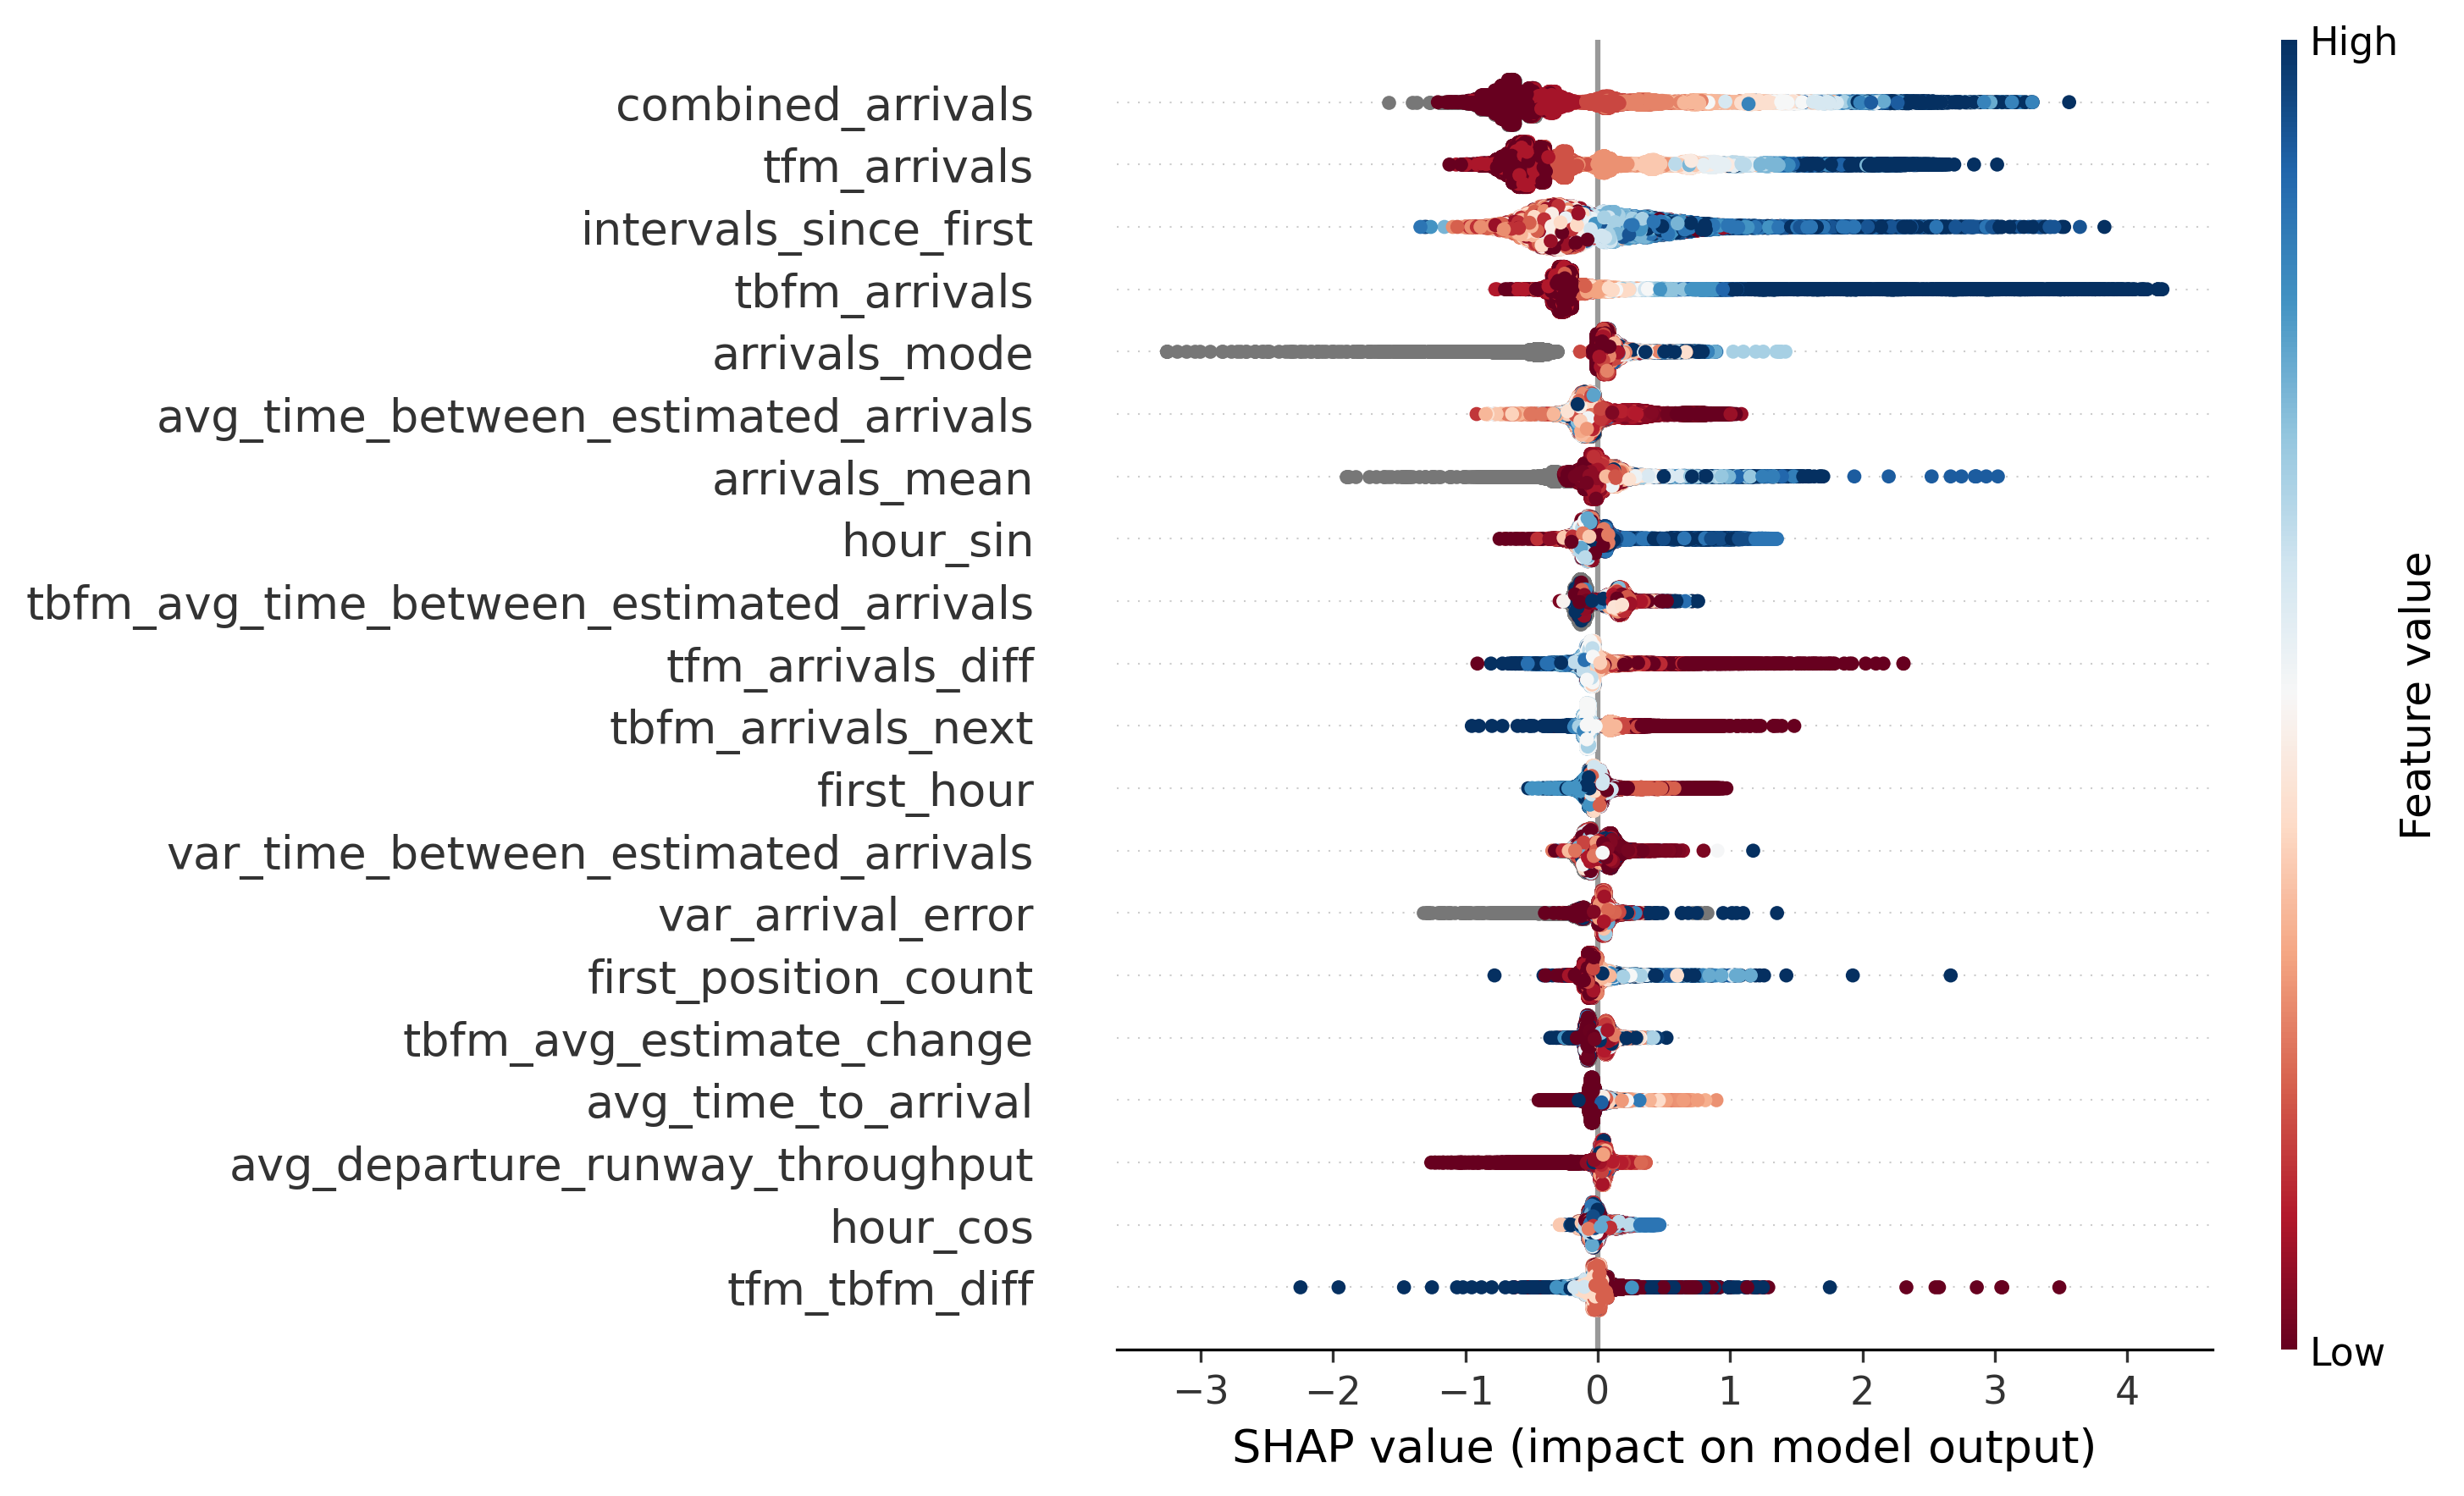 High
combined_arrivals
tfm_arrivals
intervals_since_first
tbfm_arrivals
arrivals_mode
avg_time_between_estimated_arrivals
arrivals_mean
hour_sin
tbfm_avg_time_between_estimated_arrivals
tfm_arrivals_diff
tbfm_arrivals_next
first_hour
var_time_between_estimated_arrivals
var_arrival_error
first_position_count
tbfm_avg_estimate_change
avg_time_to_arrival
avg_departure_runway_throughput
hour_cos
tfm_tbfm_diff
Feature value
Low
−3 −2 −1 0 1 2 3 4
SHAP value (impact on model output)